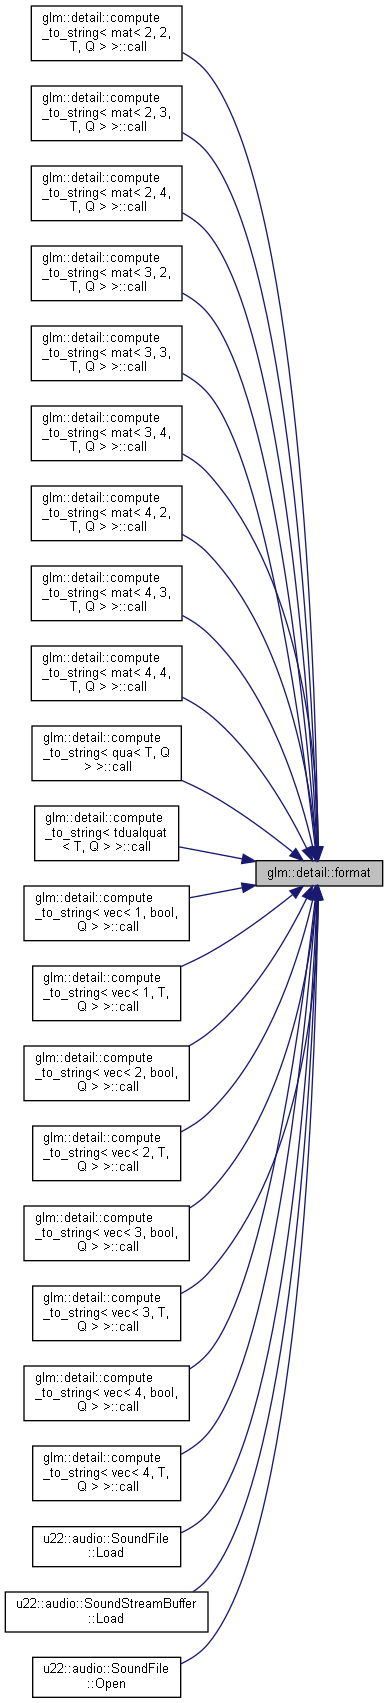 glm::detail::compute
_to_string< mat< 2, 2,
T, Q > >::call
glm::detail::compute
_to_string< mat< 2, 3,
T, Q > >::call
glm::detail::compute
_to_string< mat< 2, 4,
T, Q > >::call
glm::detail::compute
_to_string< mat< 3, 2,
T, Q > >::call
glm::detail::compute
_to_string< mat< 3, 3,
T, Q > >::call
glm::detail::compute
_to_string< mat< 3, 4,
T, Q > >::call
glm::detail::compute
_to_string< mat< 4, 2,
T, Q > >::call
glm::detail::compute
_to_string< mat< 4, 3,
T, Q > >::call
glm::detail::compute
_to_string< mat< 4, 4,
T, Q > >::call
glm::detail::compute
_to_string< qua< T, Q
> >::call
glm::detail::compute
_to_string< tdualquat
< T, Q > >::call
glm::detail::format
glm::detail::compute
_to_string< vec< 1, bool,
Q > >::call
glm::detail::compute
_to_string< vec< 1, T,
Q > >::call
glm::detail::compute
_to_string< vec< 2, bool,
Q > >::call
glm::detail::compute
_to_string< vec< 2, T,
Q > >::call
glm::detail::compute
_to_string< vec< 3, bool,
Q > >::call
glm::detail::compute
_to_string< vec< 3, T,
Q > >::call
glm::detail::compute
_to_string< vec< 4, bool,
Q > >::call
glm::detail::compute
_to_string< vec< 4, T,
Q > >::call
u22::audio::SoundFile
::Load
u22::audio::SoundStreamBuffer
::Load
u22::audio::SoundFile
::Open